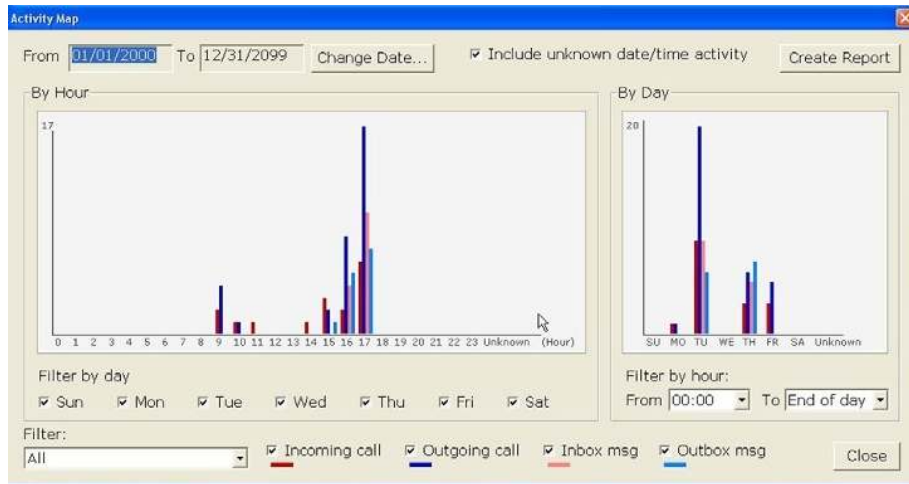 Activity Map
From 01/01/2000 To 12/31/2099 Change Date... Include unknown date/time activity Create Report
By Hour
17
0 1 2 3 4 5 6 7 8 9 10 11 12 13 14 15 16 17 18 19 20 21 22 23 Unknown (Hour)
Filter by day
Sun Mon Tue Wed Thu Fri Sat
By Day
20
SU MO TU WE TH FR SA Unknown
Filter by hour:
From 00:00 To End of day
Filter:
All Incoming call Outgoing call Inbox msg Outbox msg Close